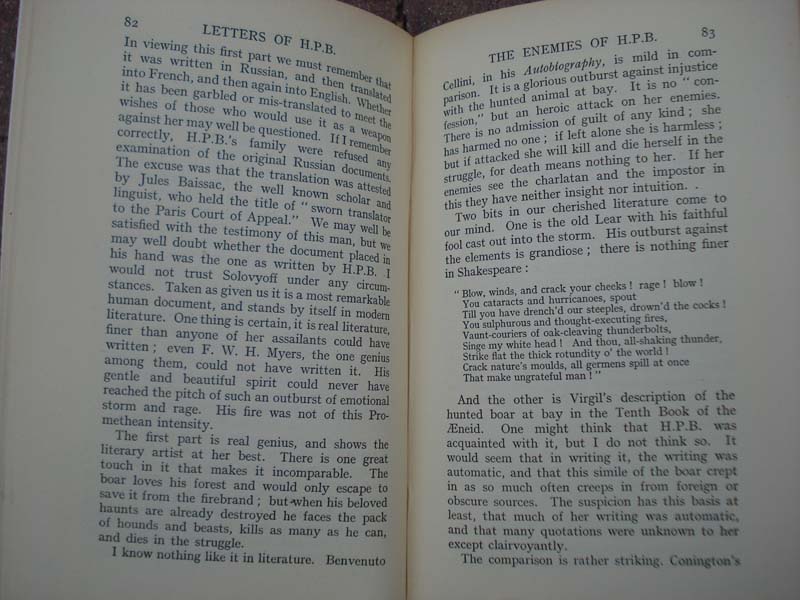 82
LETTERS OF H.P.B.
In viewing this first part we must remember that
it was written in Russian, and then translated
into French, and then again into English. Whether
it has been garbled or mis-translated to meet the
wishes of those who would use it as a weapon
against her may well be questioned. If I remember
correctly, H.P.B.'s family were refused any
examination of the original Russian documents.
The excuse was that the translation was attested
by Jules Baissac, the well known scholar and
linguist, who held the title of "sworn translator
to the Paris Court of Appeal." We may well be
satisfied with the testimony of this man, but we
may well doubt whether the document placed in
his hand was the one as written by H.P.B. I
would not trust Solovyoff under any circum-
stances. Taken as given us it is a most remarkable
human document, and stands by itself in modern
literature. One thing is certain, it is real literature,
finer than anyone of her assailants could have
written; even F. W. H. Myers, the one genius
among them, could not have written it. His
gentle and beautiful spirit could never have
reached the pitch of such an outburst of emotional
storm and rage. His fire was not of this Pro-
methean intensity.
The first part is real genius, and shows the
literary artist at her best. There is one great
touch in it that makes it incomparable. The
boar loves his forest and would only escape to
save it from the firebrand; but when his beloved
haunts are already destroyed he faces the pack
of hounds and beasts, kills as many as he can,
and dies in the struggle.
I know nothing like it in literature. Benvenuto
THE ENEMIES OF H.P.B.
83
Cellini, in his Autobiography, is mild in com-
parison. It is a glorious outburst against injustice
with the hunted animal at bay. It is no "con-
fession," but an heroic attack on her enemies.
There is no admission of guilt of any kind; she
has harmed no one; if left alone she is harmless;
but if attacked she will kill and die herself in the
struggle, for death means nothing to her. If her
enemies see the charlatan and the impostor in
this they have neither insight nor intuition. .
Two bits in our cherished literature come to
our mind. One is the old Lear with his faithful
fool cast out into the storm. His outburst against
the elements is grandiose; there is nothing finer
in Shakespeare:
"Blow, winds, and crack your cheeks! rage! blow!
You cataracts and hurricanoes, spout
Till you have drench'd our steeples, drown'd the cocks!
You sulphurous and thought-executing fires,
Vaunt-couriers of oak-cleaving thunderbolts,
Singe my white head! And thou, all-shaking thunder,
Strike flat the thick rotundity o' the world!
Crack nature's moulds, all germens spill at once
That make ungrateful man!"
And the other is Virgil's description of the
hunted boar at bay in the Tenth Book of the
Æneid. One might think that H.P.B. was
acquainted with it, but I do not think so. It
would seem that in writing it, the writing was
automatic, and that this simile of the boar crept
in as so much often creeps in from foreign or
obscure sources. The suspicion has this basis at
least, that much of her writing was automatic,
and that many quotations were unknown to her
except clairvoyantly.
The comparison is rather striking. Conington's